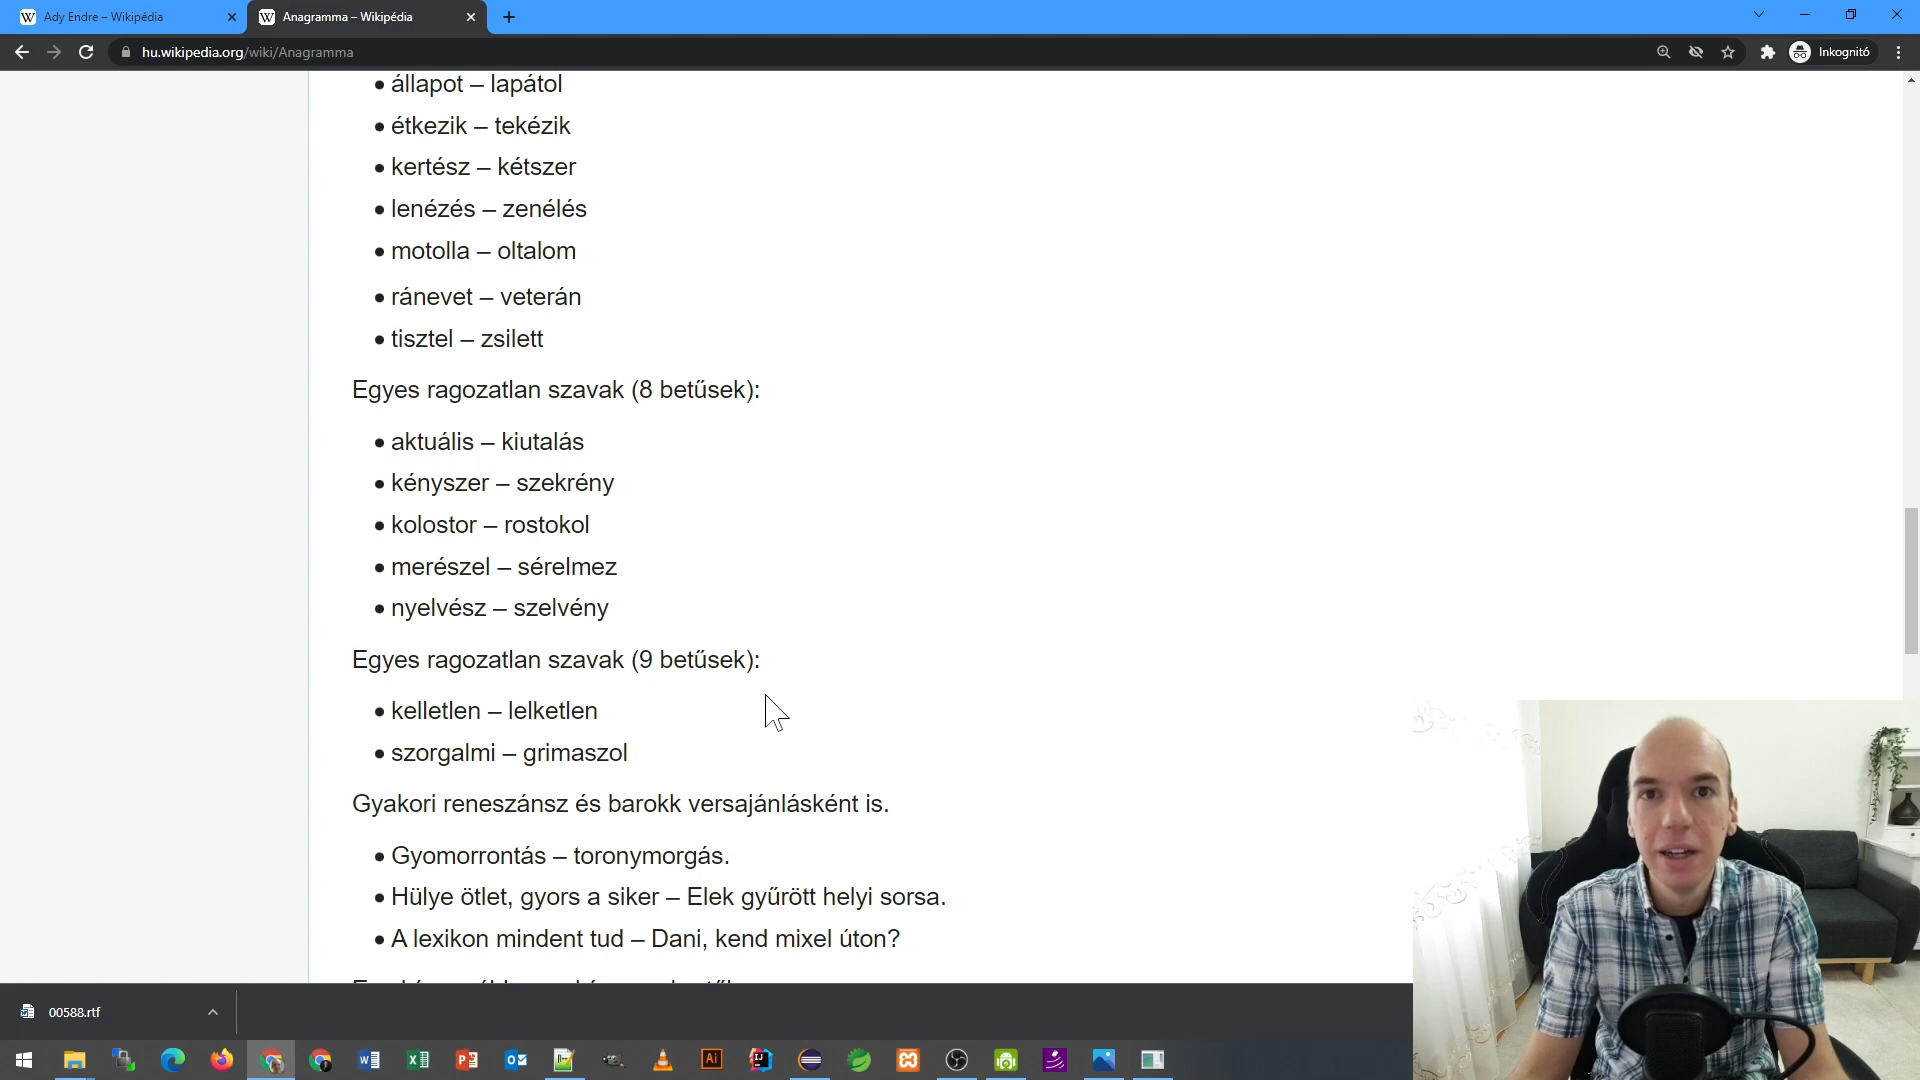 Ady Endre – Wikipédia
Anagramma – Wikipédia
hu.wikipedia.org/wiki/Anagramma
Inkognitó
állapot – lapátol
étkezik – tekézik
kertész – kétszer
lenézés – zenélés
motolla – oltalom
ránevet – veterán
tisztel – zsilett
Egyes ragozatlan szavak (8 betűsek):
aktuális – kiutalás
kényszer – szekrény
kolostor – rostokol
merészel – sérelmez
nyelvész – szelvény
Egyes ragozatlan szavak (9 betűsek):
kelletlen – lelketlen
szorgalmi – grimaszol
Gyakori reneszánsz és barokk versajánlásként is.
Gyomorrontás – toronymorgás.
Hülye ötlet, gyors a siker – Elek gyűrött helyi sorsa.
A lexikon mindent tud – Dani, kend mixel úton?
00588.rtf